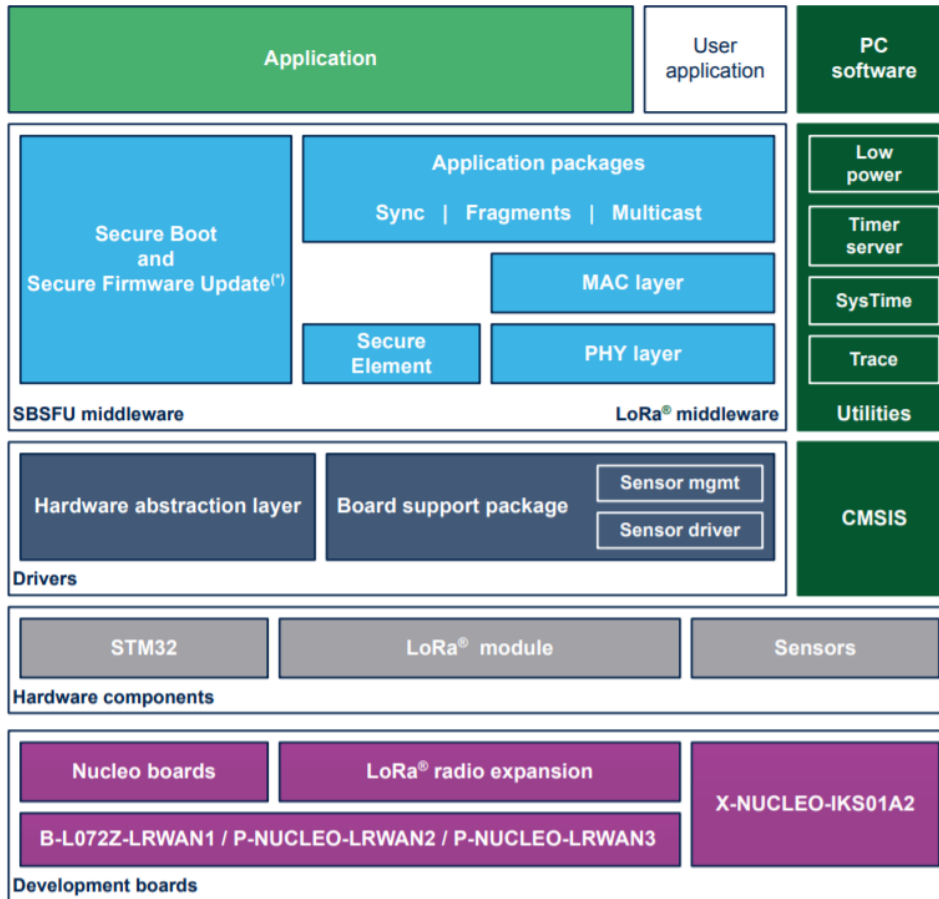 Application
User
application
PC
software
Secure Boot
and
Secure Firmware Update(*)
Application packages
Sync | Fragments | Multicast
MAC layer
Secure
Element
PHY layer
SBSFU middleware
LoRa® middleware
Low
power
Timer
server
SysTime
Trace
Utilities
Hardware abstraction layer
Board support package
Sensor mgmt
Sensor driver
Drivers
CMSIS
STM32
LoRa® module
Sensors
Hardware components
Nucleo boards
LoRa® radio expansion
X-NUCLEO-IKS01A2
B-L072Z-LRWAN1 / P-NUCLEO-LRWAN2 / P-NUCLEO-LRWAN3
Development boards